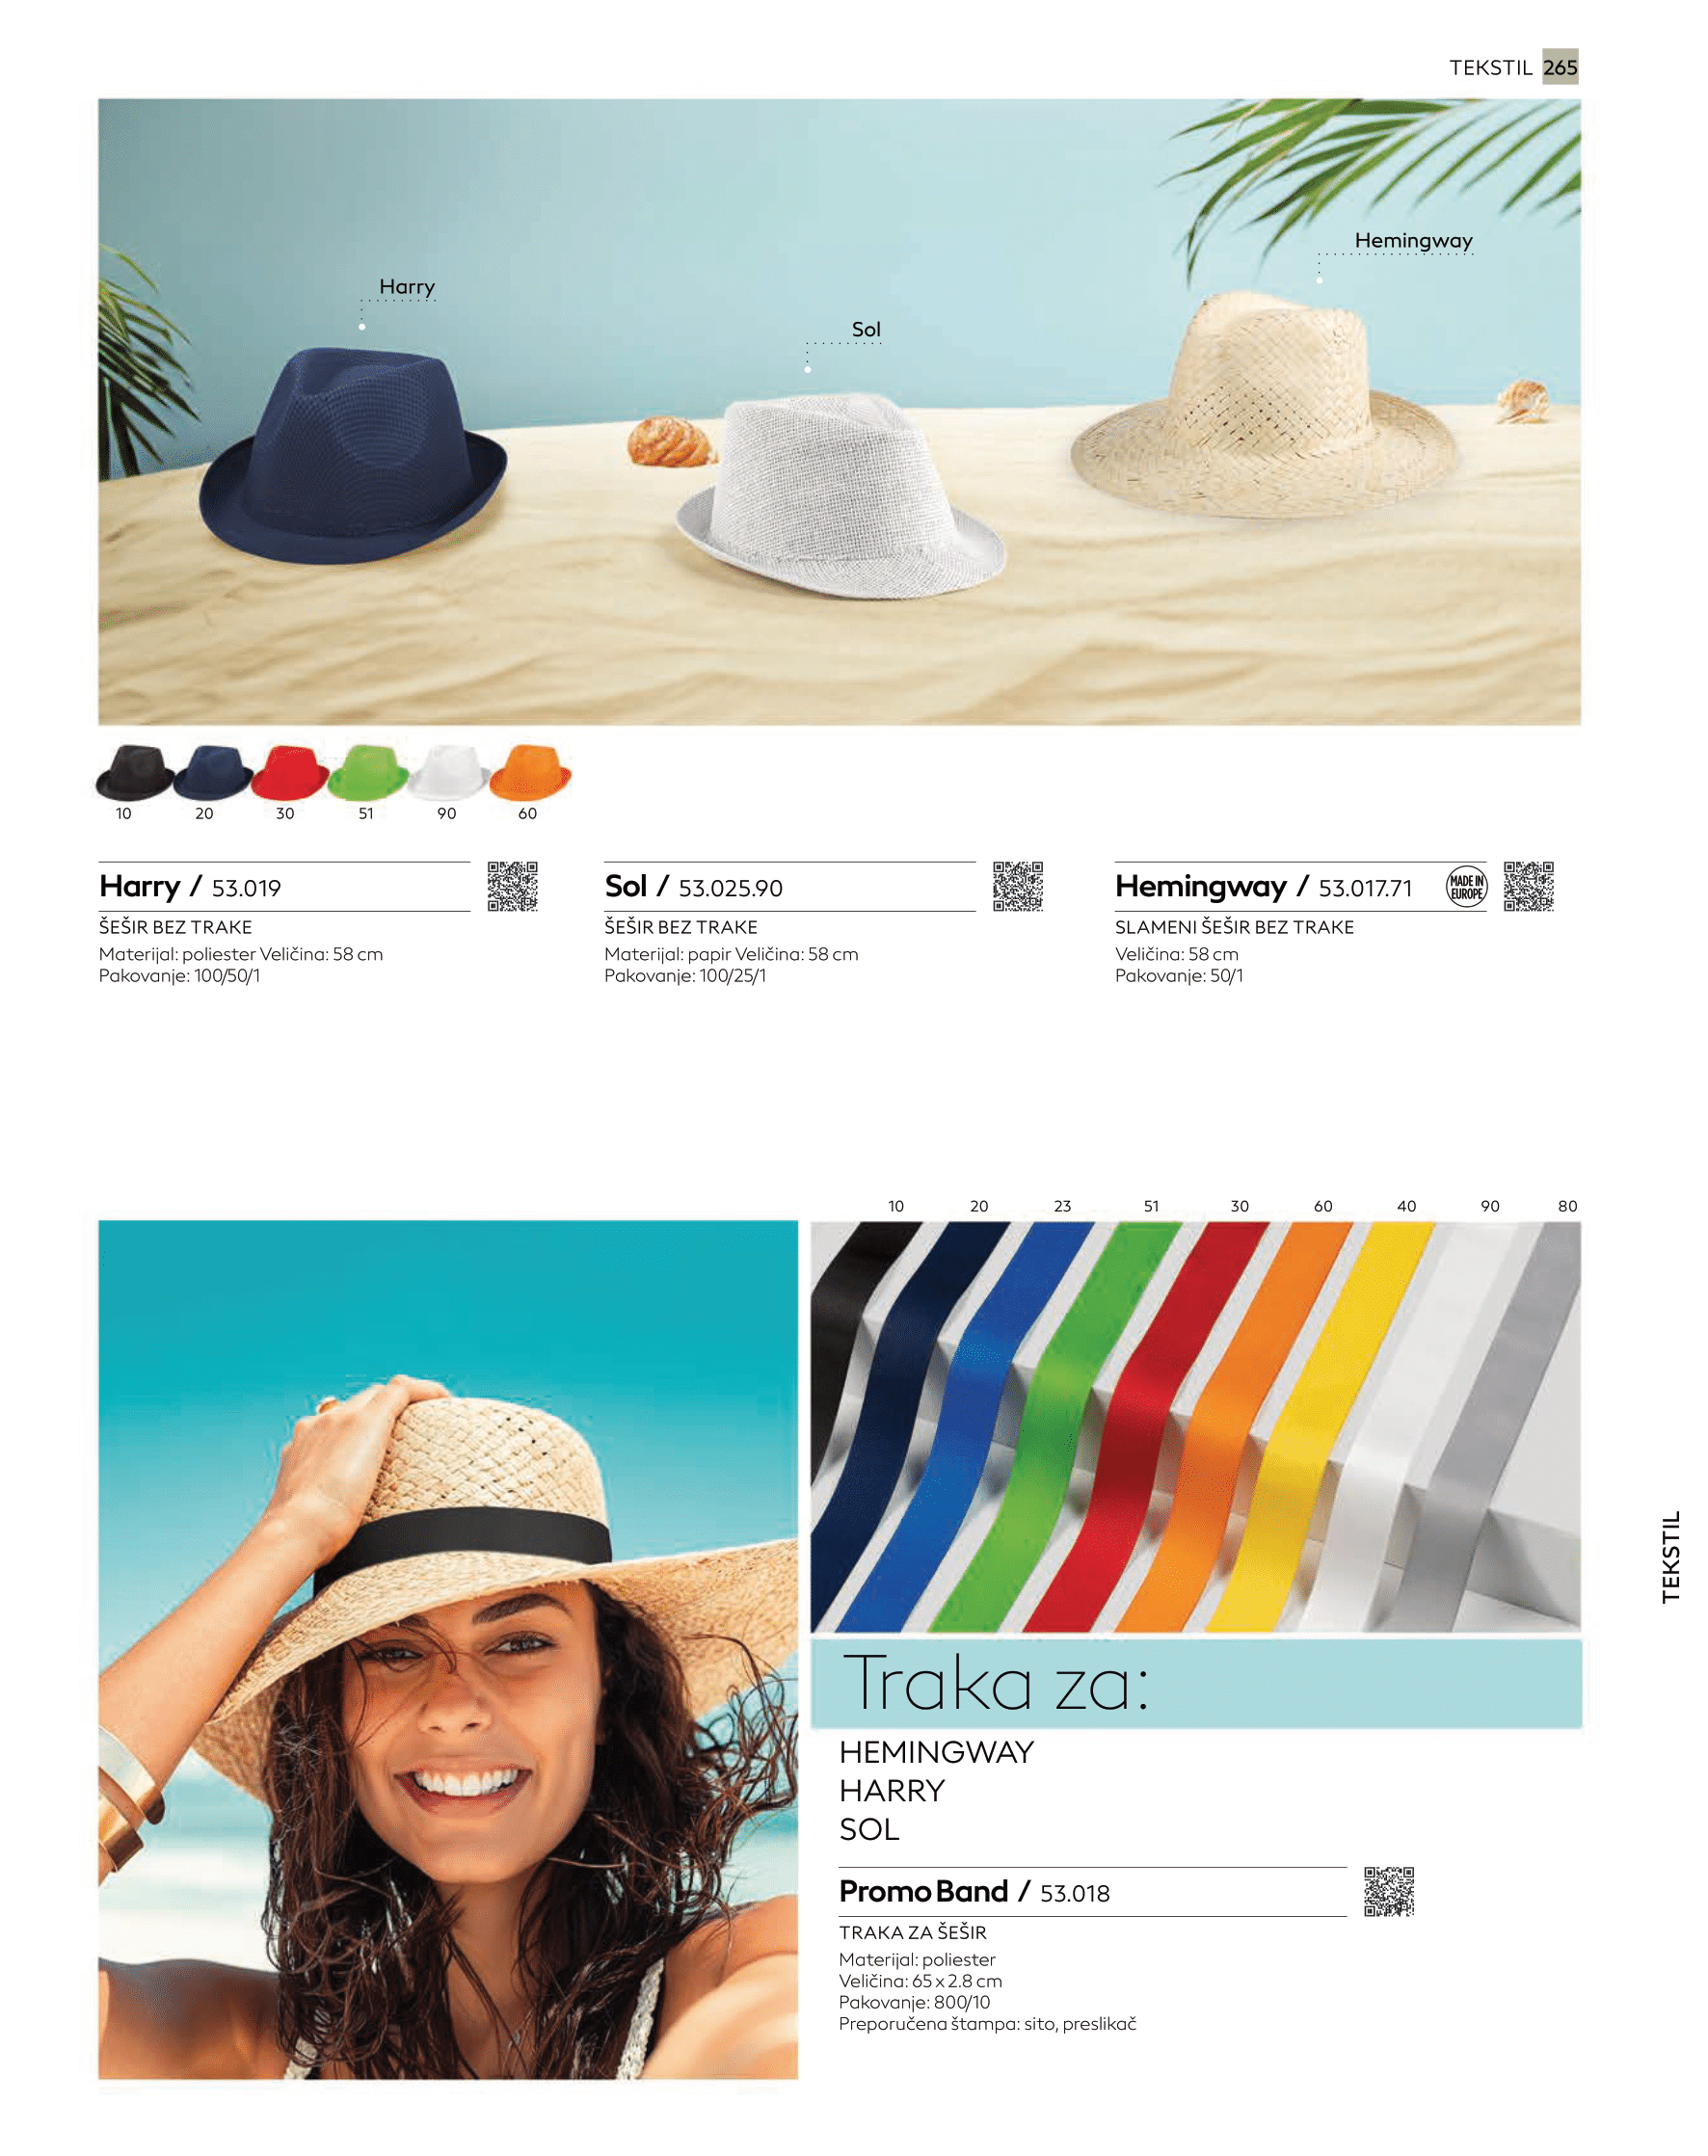 TEKSTIL 265
Hemingway
Harry
Sol
10 20 30 51 90 60
Harry / 53.019
ŠEŠIR BEZ TRAKE
Materijal: poliester Veličina: 58 cm
Pakovanje: 100/50/1
Sol / 53.025.90
ŠEŠIR BEZ TRAKE
Materijal: papir Veličina: 58 cm
Pakovanje: 100/25/1
Hemingway / 53.017.71
MADE IN
EUROPE
SLAMENI ŠEŠIR BEZ TRAKE
Veličina: 58 cm
Pakovanje: 50/1
10 20 23 51 30 60 40 90 80
TEKSTIL
Traka za:
HEMINGWAY
HARRY
SOL
Promo Band / 53.018
TRAKA ZA ŠEŠIR
Materijal: poliester
Veličina: 65 x 2.8 cm
Pakovanje: 800/10
Preporučena štampa: sito, preslikač